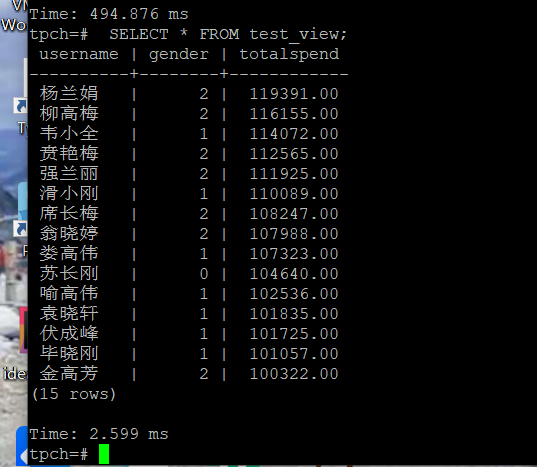 Time: 494.876 ms
tpch=#  SELECT * FROM test_view;
 username | gender | totalspend
----------+--------+------------
 杨兰娟   |      2 |  119391.00
 柳高梅   |      2 |  116155.00
 韦小全   |      1 |  114072.00
 贲艳梅   |      2 |  112565.00
 强兰丽   |      2 |  111925.00
 滑小刚   |      1 |  110089.00
 席长梅   |      2 |  108247.00
 翁晓婷   |      2 |  107988.00
 娄高伟   |      1 |  107323.00
 苏长刚   |      0 |  104640.00
 喻高伟   |      1 |  102536.00
 袁晓轩   |      1 |  101835.00
 伏成峰   |      1 |  101725.00
 毕晓刚   |      1 |  101057.00
 金高芳   |      2 |  100322.00
(15 rows)
Time: 2.599 ms
tpch=#